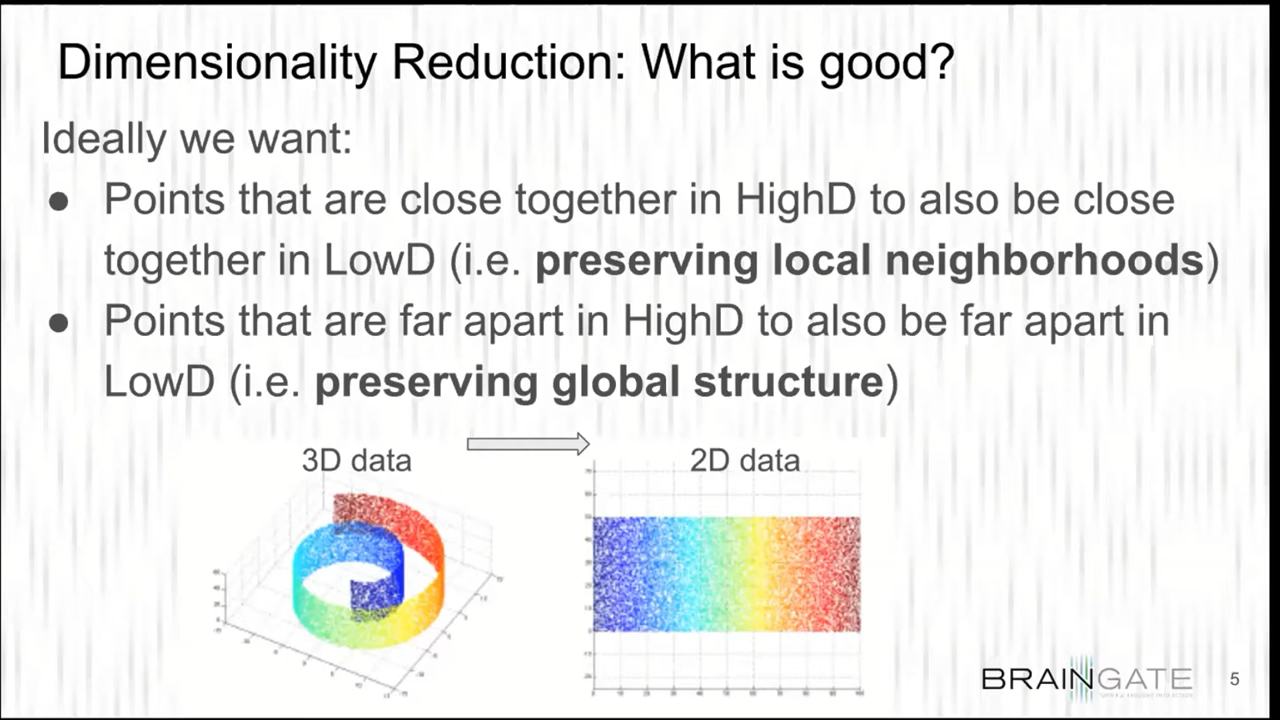 Dimensionality Reduction: What is good?
Ideally we want:
● Points that are close together in HighD to also be close
together in LowD (i.e. preserving local neighborhoods)
● Points that are far apart in HighD to also be far apart in
LowD (i.e. preserving global structure)
3D data
2D data
BRAINGATE
5